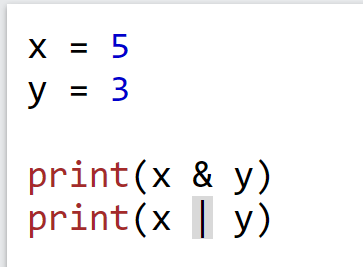 x = 5
y = 3
print(x & y)
print(x | y)